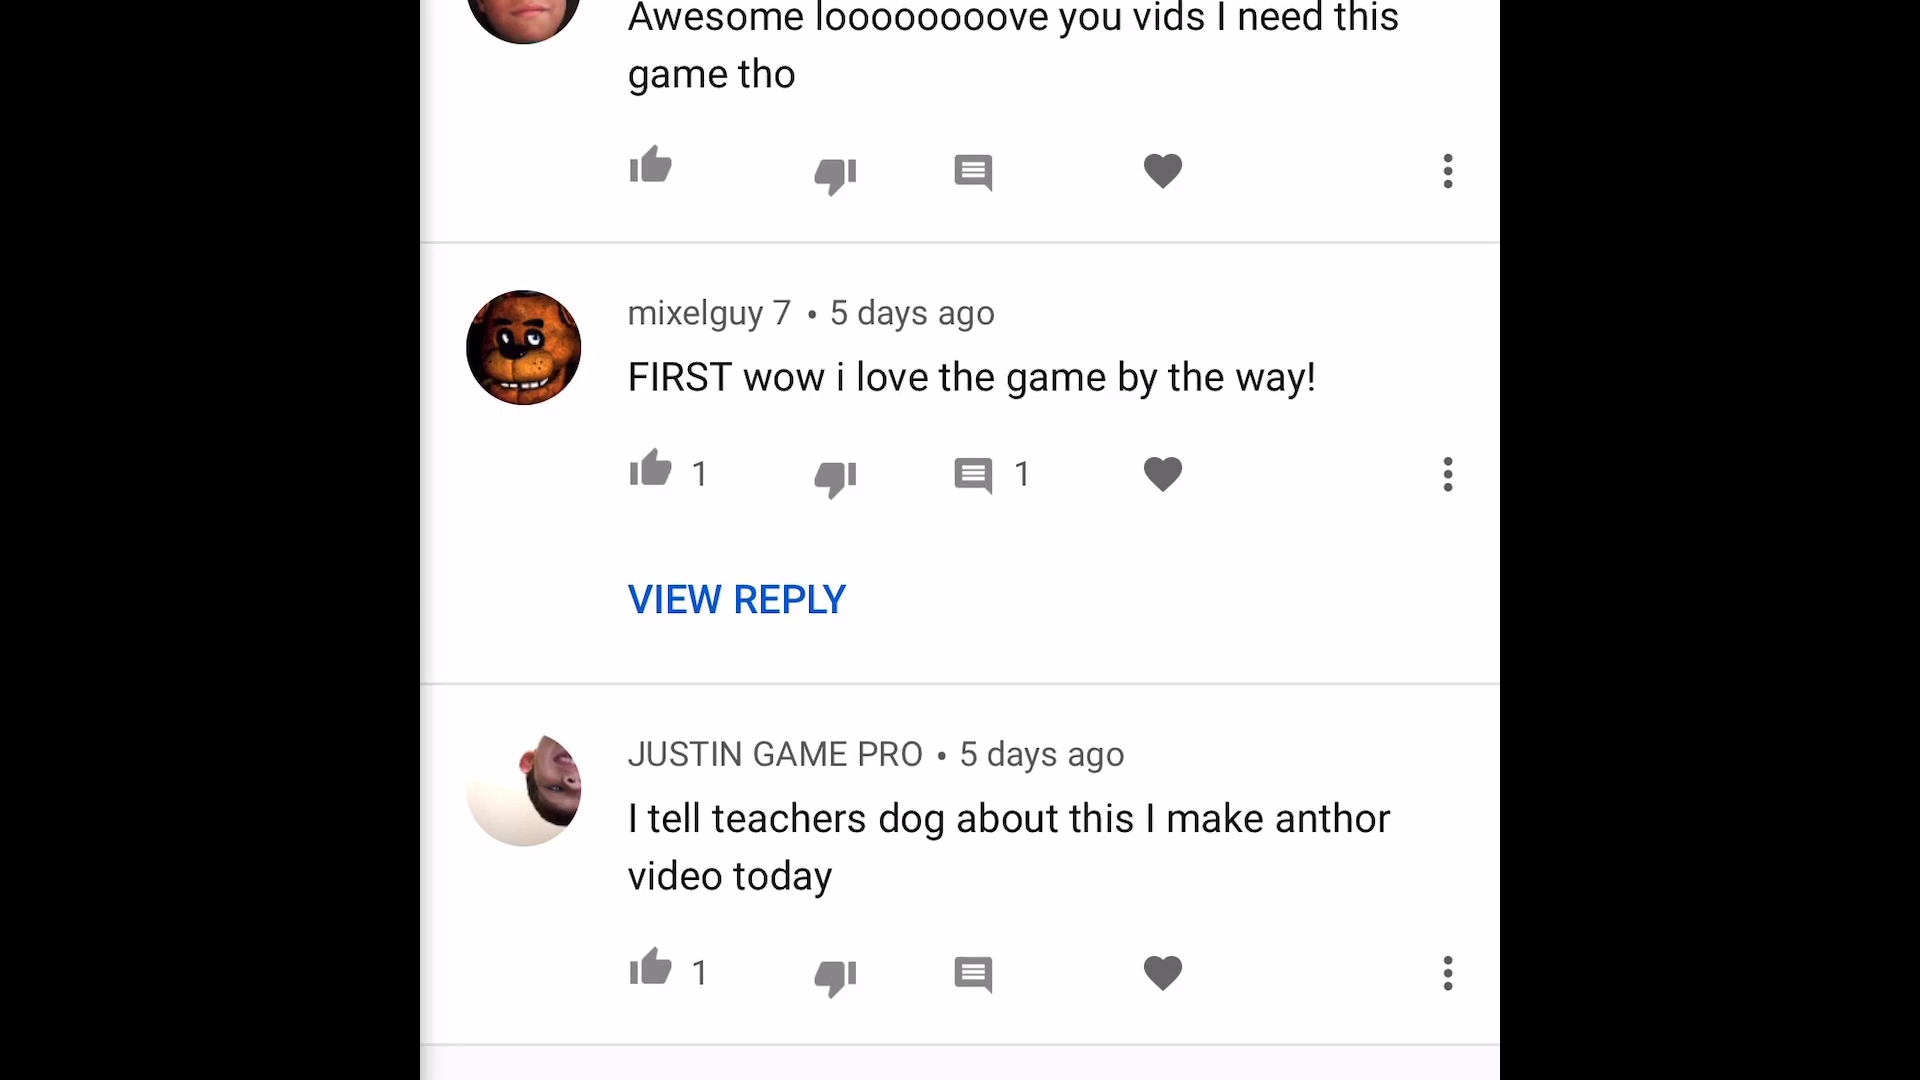 Awesome loooooooove you vids I need this
game tho
mixelguy 7 • 5 days ago
FIRST wow i love the game by the way!
1
1
VIEW REPLY
JUSTIN GAME PRO • 5 days ago
I tell teachers dog about this I make anthor
video today
1